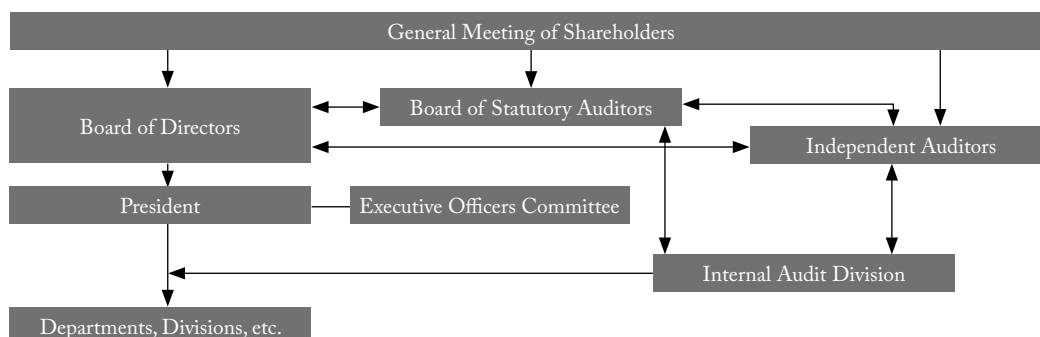 General Meeting of Shareholders
Board of Directors
Board of Statutory Auditors
Independent Auditors
President
Executive Officers Committee
Internal Audit Division
Departments, Divisions, etc.